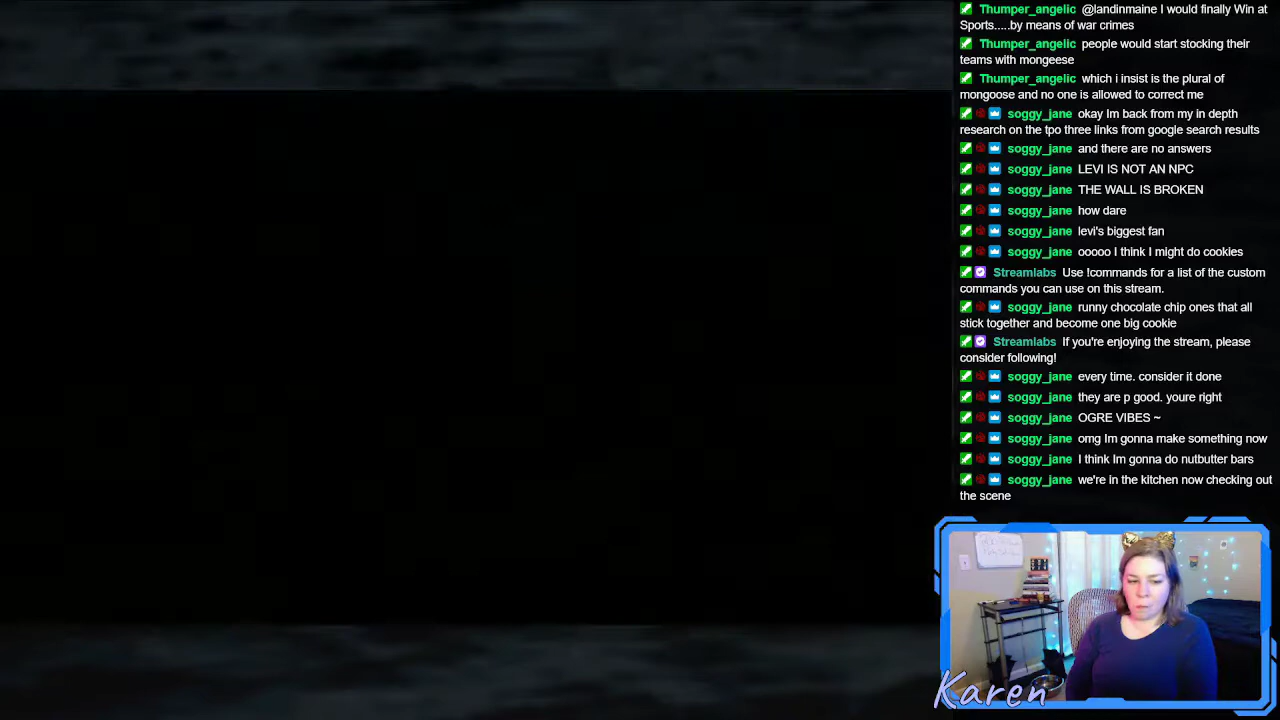 Thumper_angelic @landinmaine I would finally Win at
Sports.....by means of war crimes
Thumper_angelic people would start stocking their
teams with mongeese
Thumper_angelic which i insist is the plural of
mongoose and no one is allowed to correct me
soggy_jane okay Im back from my in depth
research on the tpo three links from google search results
soggy_jane and there are no answers
soggy_jane LEVI IS NOT AN NPC
soggy_jane THE WALL IS BROKEN
soggy_jane how dare
soggy_jane levi's biggest fan
soggy_jane ooooo I think I might do cookies
Streamlabs Use !commands for a list of the custom
commands you can use on this stream.
soggy_jane runny chocolate chip ones that all
stick together and become one big cookie
Streamlabs If you're enjoying the stream, please
consider following!
soggy_jane every time. consider it done
soggy_jane they are p good. youre right
soggy_jane OGRE VIBES ~
soggy_jane omg Im gonna make something now
soggy_jane I think Im gonna do nutbutter bars
soggy_jane we're in the kitchen now checking out
the scene
Karen